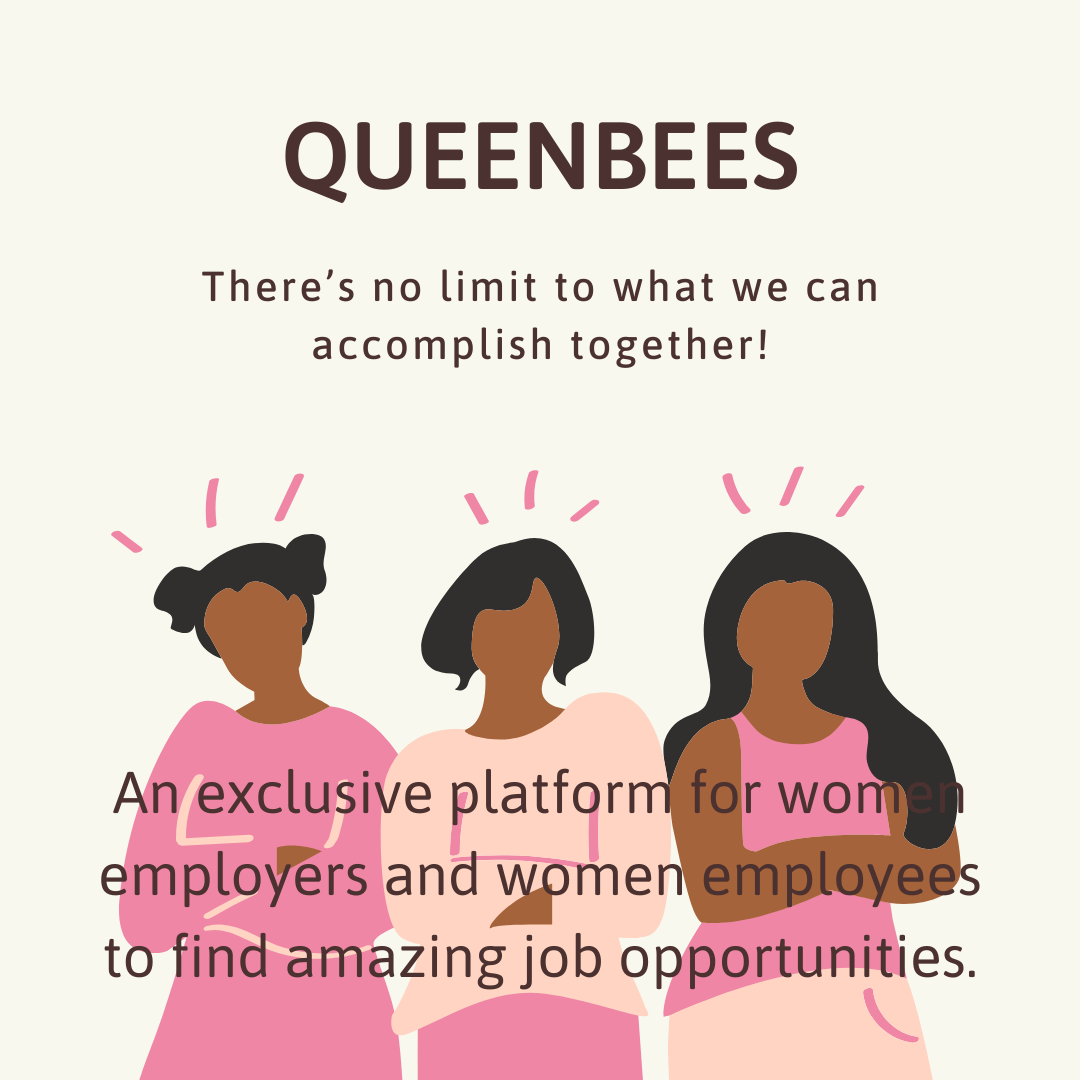 QUEENBEES
There’s no limit to what we can
accomplish together!
An exclusive platform for women
employers and women employees
to find amazing job opportunities.